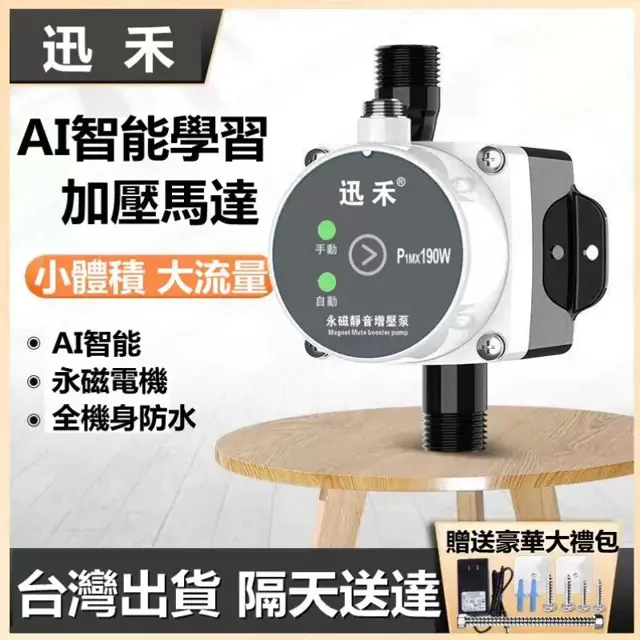 迅禾
AI智能學習
加壓馬達
小體積 大流量
AI智能
永磁電機
全機身防水
迅禾®
手動
P1MX190W
自動
永磁靜音增壓泵
Magnet Mute booster pump
贈送豪華大禮包
台灣出貨 隔天送達